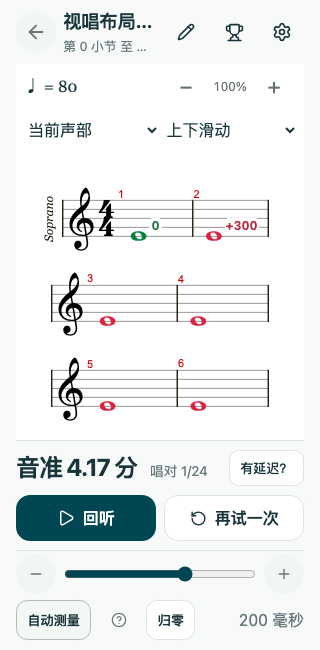 视唱布局...
第 0 小节 至 ...
♩ = 80
100%
当前声部
上下滑动
Soprano
1
0
2
+300
3
4
5
6
音准 4.17 分
唱对 1/24
有延迟?
回听
再试一次
自动测量
归零
200 毫秒